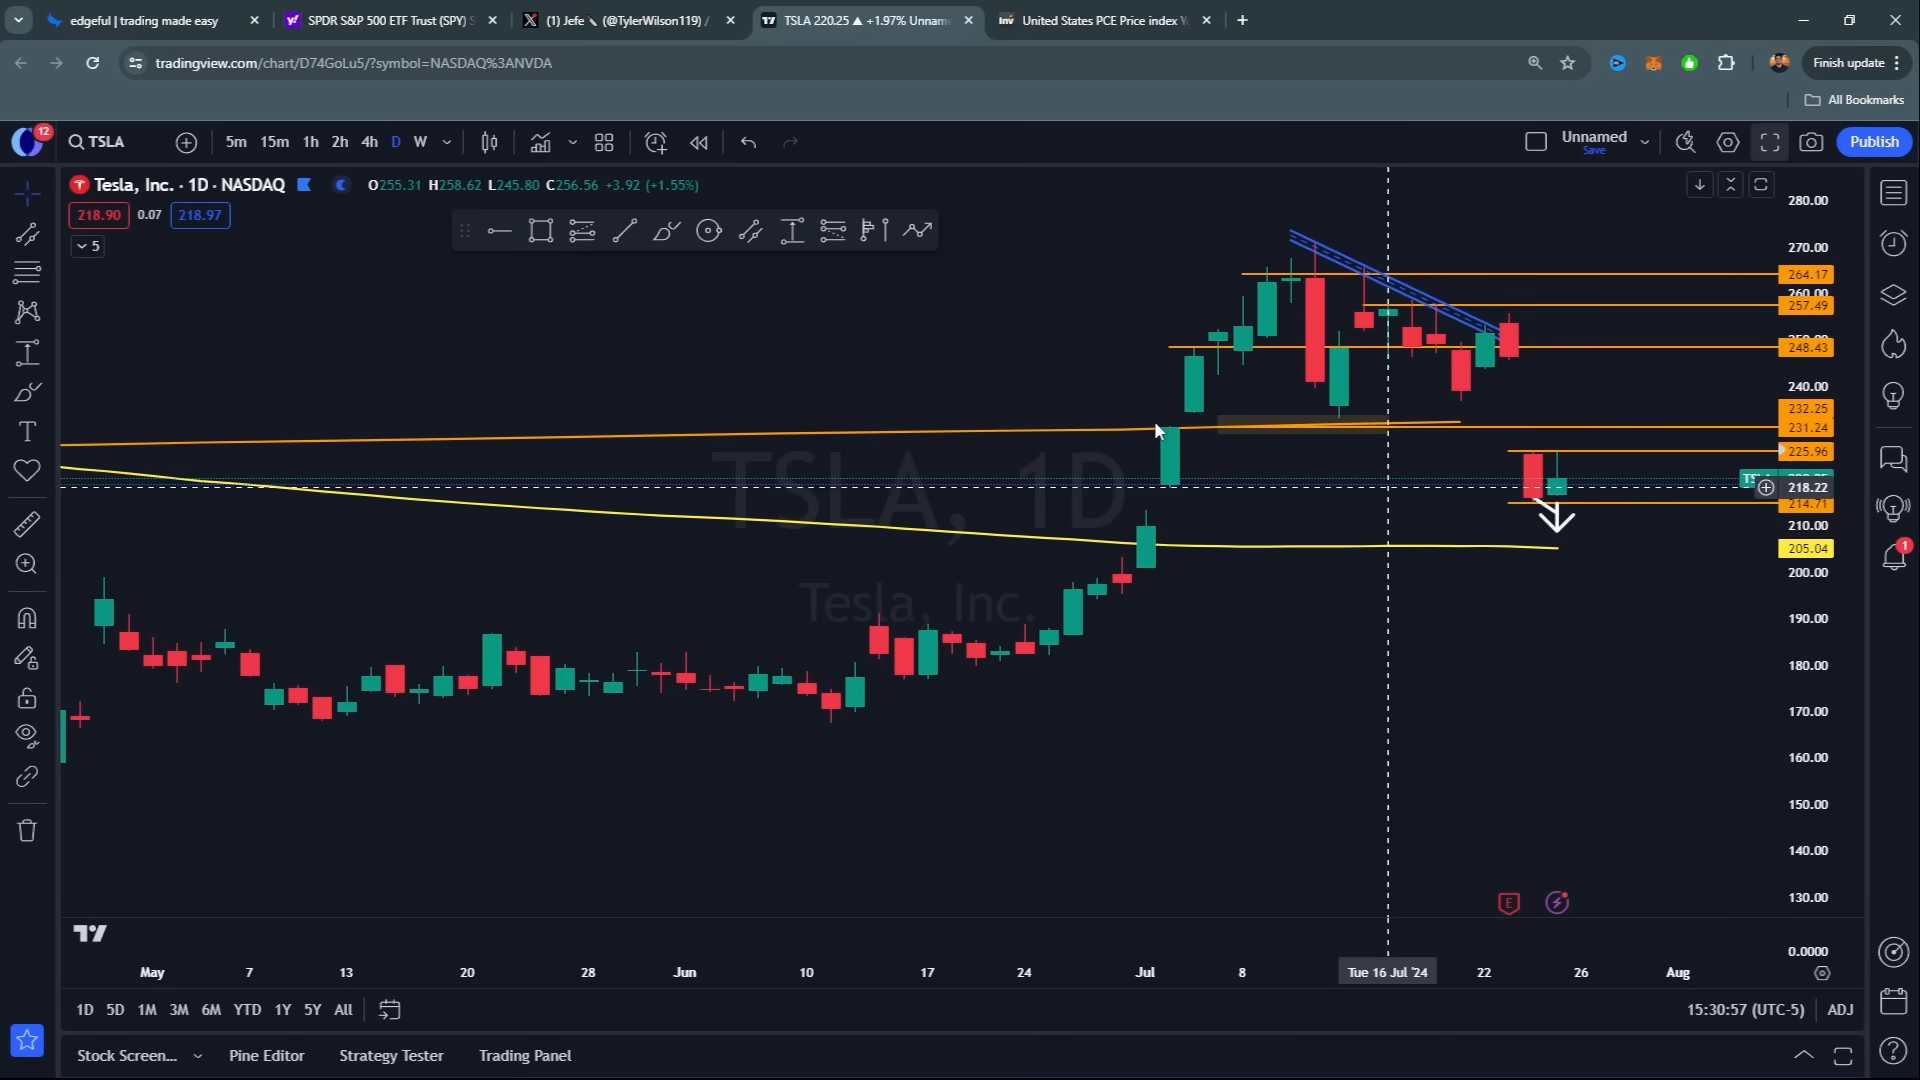 edgeful | trading made easy
SPDR S&P 500 ETF Trust (SPY) S
(1) Jefe (@TylerWilson119) /
TSLA 220.25 ▲ +1.97% Unnam
United States PCE Price index Y
tradingview.com/chart/D74GoLu5/?symbol=NASDAQ%3ANVDA
Finish update
All Bookmarks
12
TSLA
5m 15m 1h 2h 4h D W
Unnamed
Save
Publish
Tesla, Inc. · 1D · NASDAQ
O255.31 H258.62 L245.80 C256.56 +3.92 (+1.55%)
218.90 0.07 218.97
5
280.00
270.00
264.17
260.00
257.49
248.43
240.00
232.25
231.24
225.96
218.22
214.71
210.00
205.04
200.00
190.00
180.00
170.00
160.00
150.00
140.00
130.00
0.0000
TSLA, 1D
Tesla, Inc.
1
E
May 7 13 20 28 Jun 10 17 24 Jul 8 Tue 16 Jul '24 22 26 Aug
1D 5D 1M 3M 6M YTD 1Y 5Y All
15:30:57 (UTC-5) ADJ
Stock Screen... Pine Editor Strategy Tester Trading Panel